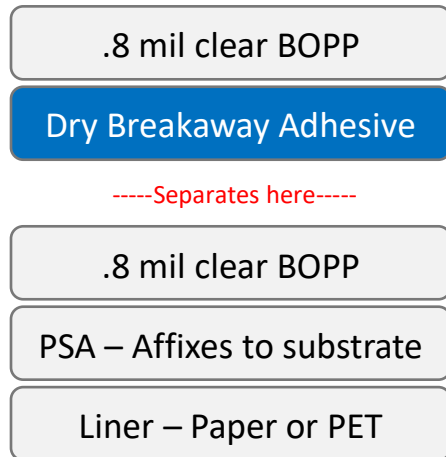 .8 mil clear BOPP
Dry Breakaway Adhesive
-----Separates here-----
.8 mil clear BOPP
PSA – Affixes to substrate
Liner – Paper or PET